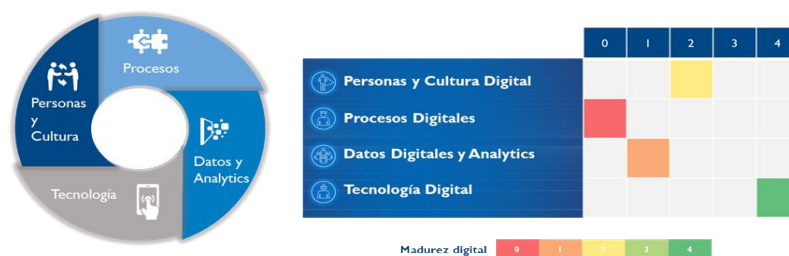 Procesos
Personas
y
Cultura
Datos y
Analytics
Tecnología
0 1 2 3 4
Personas y Cultura Digital
Procesos Digitales
Datos Digitales y Analytics
Tecnología Digital
Madurez digital 0 1 2 3 4